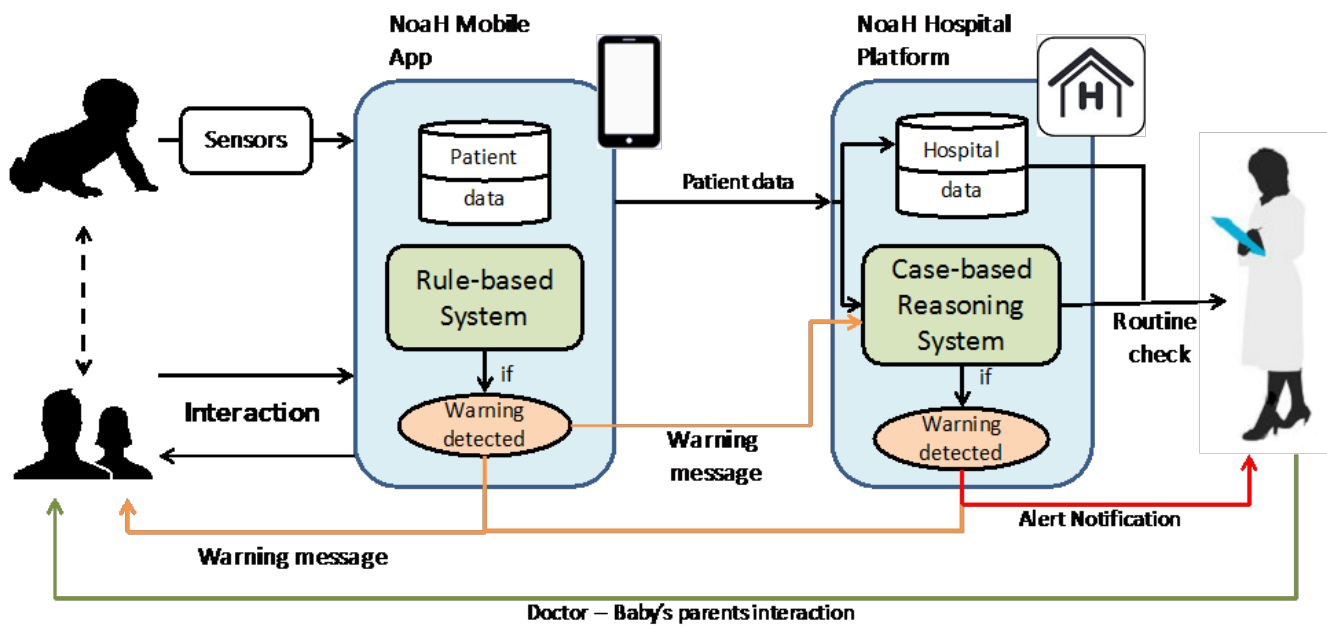 NoaH Mobile
App
NoaH Hospital
Platform
H
Sensors
Patient
data
Patient data
Hospital
data
Rule-based
System
Case-based
Reasoning
System
Routine
check
if
if
Interaction
Warning
detected
Warning
message
Warning
detected
Alert Notification
Warning message
Doctor – Baby's parents interaction